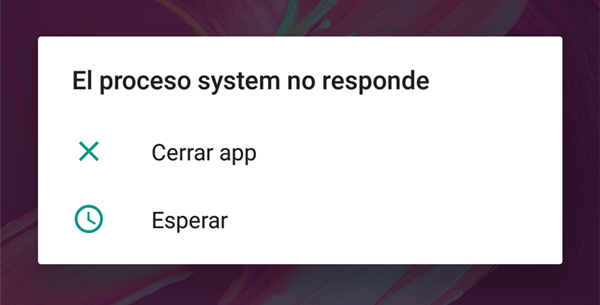 El proceso system no responde
Cerrar app
Esperar